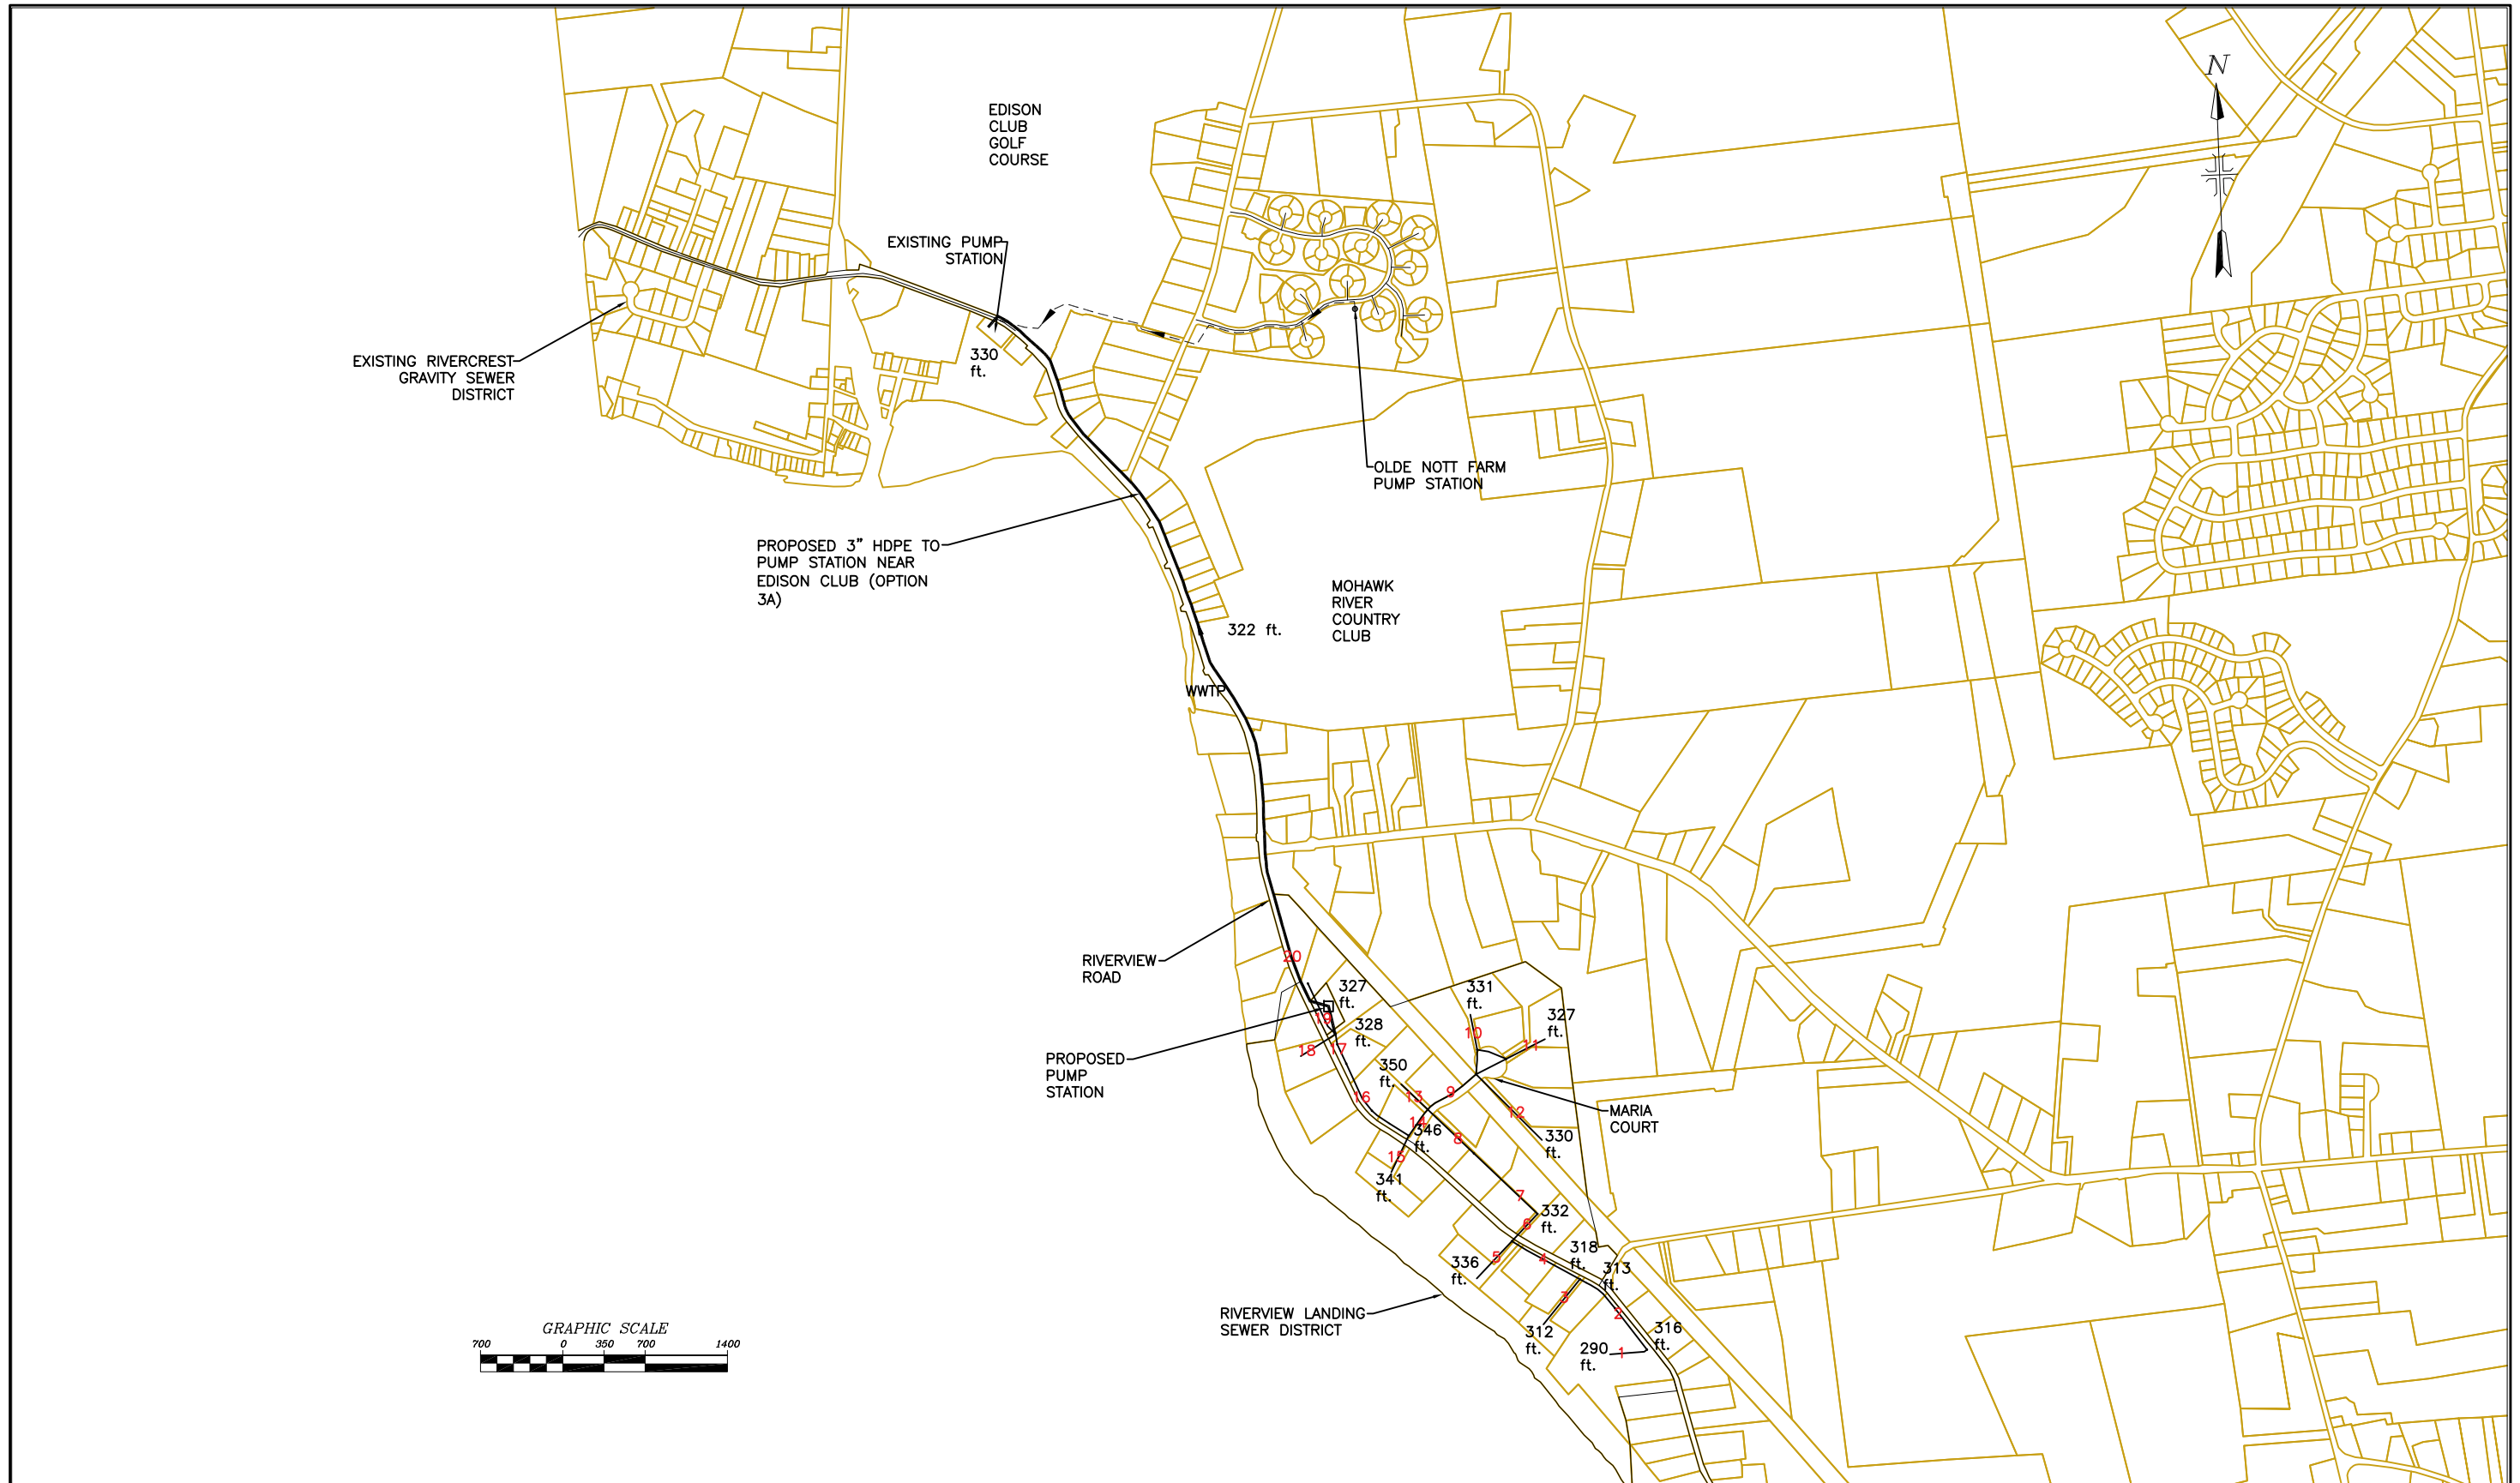 N
EDISON
CLUB
GOLF
COURSE
EXISTING PUMP
STATION
330
ft.
EXISTING RIVERCREST
GRAVITY SEWER
DISTRICT
OLDE NOTT FARM
PUMP STATION
PROPOSED 3" HDPE TO
PUMP STATION NEAR
EDISON CLUB (OPTION
3A)
MOHAWK
RIVER
COUNTRY
CLUB
322 ft.
WWTP
RIVERVIEW
ROAD
20
327
ft.
19
328
ft.
18
17
PROPOSED
PUMP
STATION
331
ft.
10
327
ft.
11
350
ft.
13
9
16
12
MARIA
COURT
14
346
ft.
8
330
ft.
15
341
ft.
7
332
ft.
6
5
336
ft.
4
318
ft.
313
ft.
3
2
312
ft.
316
ft.
290
ft.
1
RIVERVIEW LANDING
SEWER DISTRICT
GRAPHIC SCALE
700 0 350 700 1400